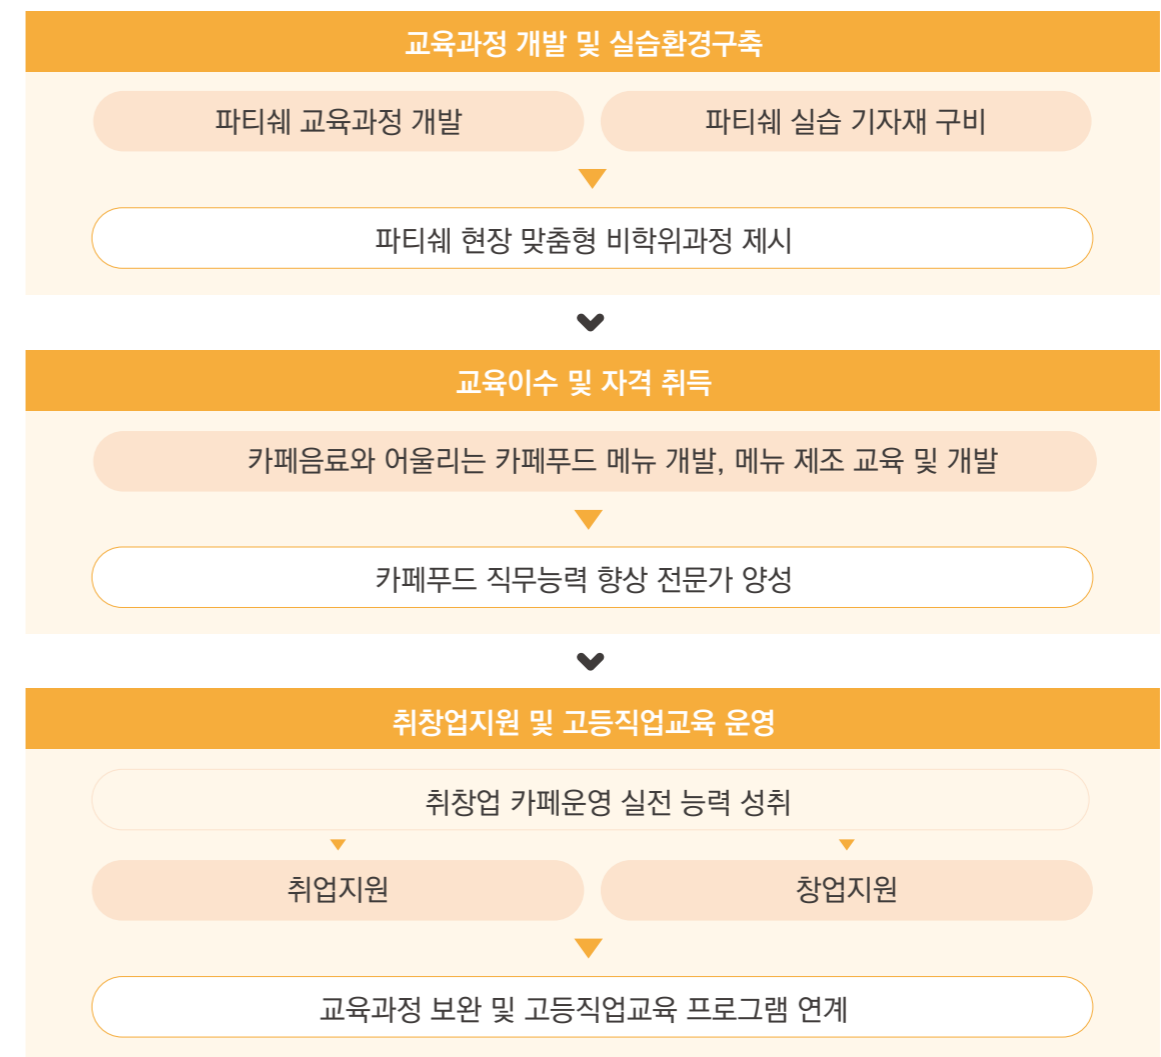 교육과정 개발 및 실습환경구축
파티쉐 교육과정 개발
파티쉐 실습 기자재 구비
파티쉐 현장 맞춤형 비학위과정 제시
교육이수 및 자격 취득
카페음료와 어울리는 카페푸드 메뉴 개발, 메뉴 제조 교육 및 개발
카페푸드 직무능력 향상 전문가 양성
취창업지원 및 고등직업교육 운영
취창업 카페운영 실전 능력 성취
취업지원
창업지원
교육과정 보완 및 고등직업교육 프로그램 연계